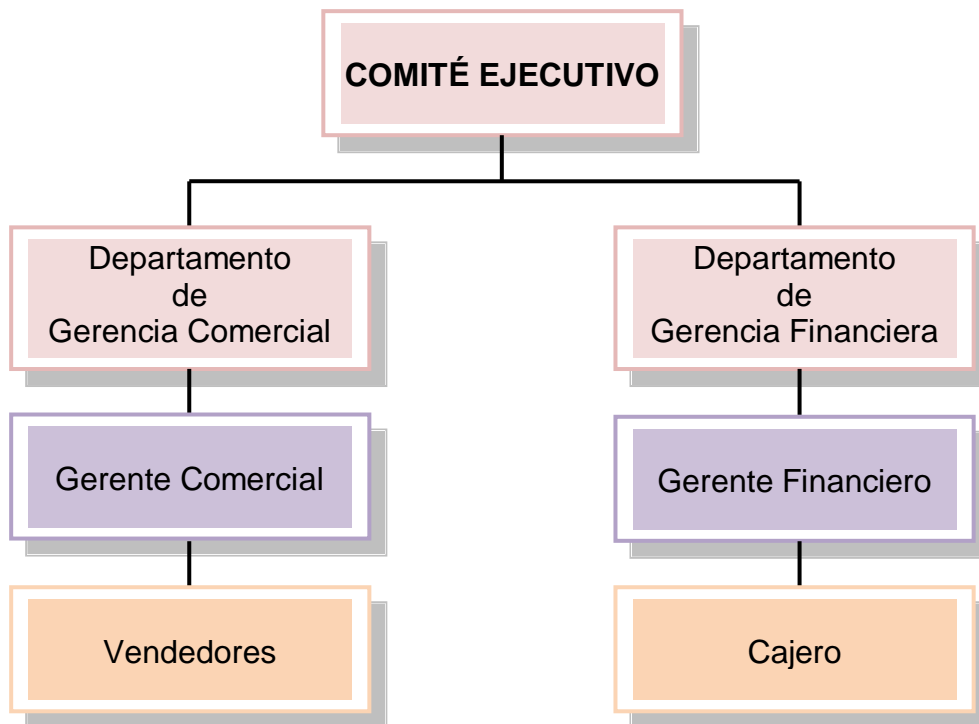 COMITÉ EJECUTIVO
Departamento
de
Gerencia Comercial
Departamento
de
Gerencia Financiera
Gerente Comercial
Gerente Financiero
Vendedores
Cajero